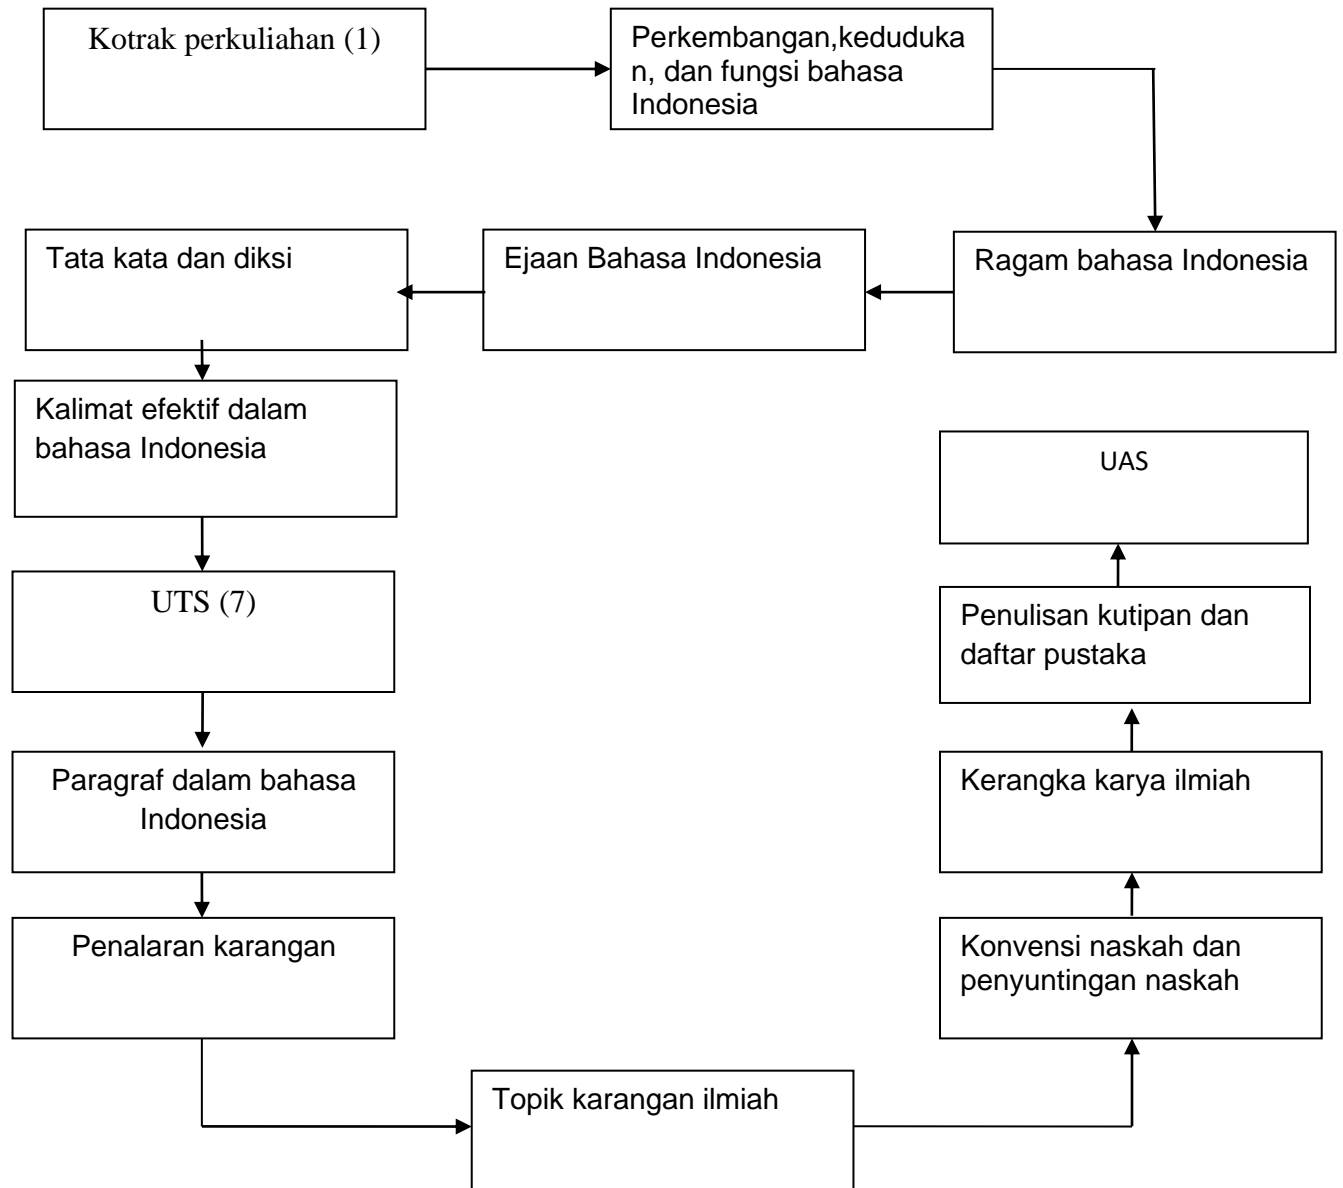 Kotrak perkuliahan (1)
Perkembangan,keduduka
n, dan fungsi bahasa
Indonesia
Ragam bahasa Indonesia
Ejaan Bahasa Indonesia
Tata kata dan diksi
Kalimat efektif dalam
bahasa Indonesia
UTS (7)
Paragraf dalam bahasa
Indonesia
Penalaran karangan
Topik karangan ilmiah
Konvensi naskah dan
penyuntingan naskah
Kerangka karya ilmiah
Penulisan kutipan dan
daftar pustaka
UAS